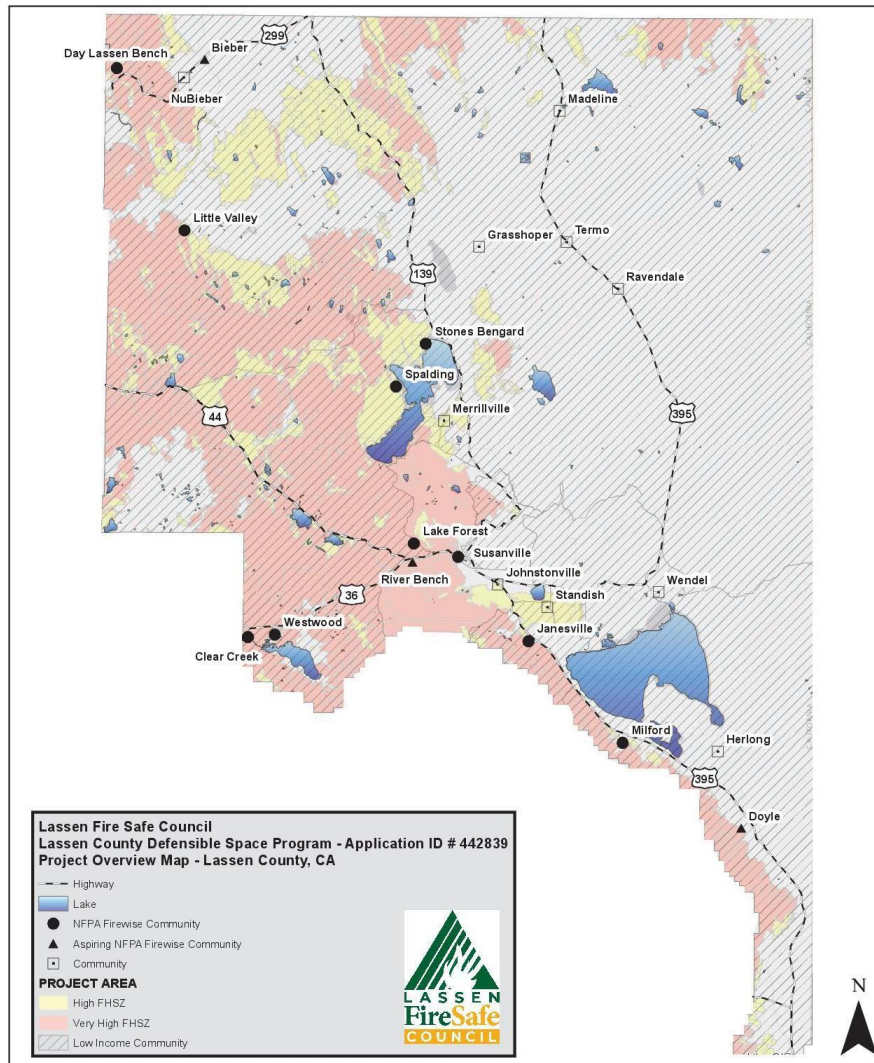 299
Bieber
Day Lassen Bench
NuBieber
Madeline
CALIFORNIA
Little Valley
Grasshoper
Termo
139
Ravendale
CALIFORNIA
Stones Bengard
Spalding
44
Merrillville
395
Lake Forest
Susanville
River Bench
Johnstonville
Wendel
36
Standish
Westwood
Janesville
Clear Creek
CALIFORNIA
Milford
Herlong
395
Doyle
Lassen Fire Safe Council
Lassen County Defensible Space Program - Application ID # 442839
Project Overview Map - Lassen County, CA
Highway
Lake
NFPA Firewise Community
Aspiring NFPA Firewise Community
Community
PROJECT AREA
High FHSZ
Very High FHSZ
Low Income Community
LASSEN
FireSafe
COUNCIL
N